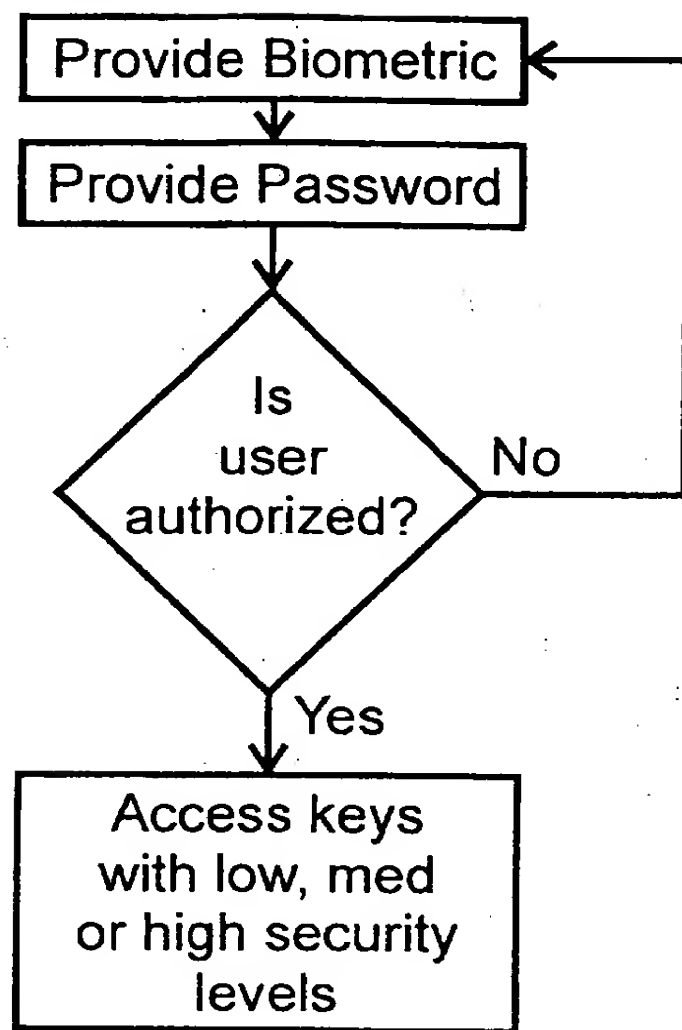 Provide Biometric
Provide Password
Is
user
authorized?
No
Yes
Access keys
with low, med
or high security
levels